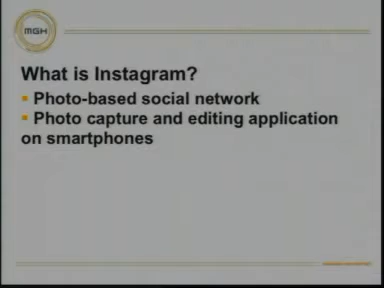 MGH
What is Instagram?
Photo-based social network
Photo capture and editing application
on smartphones